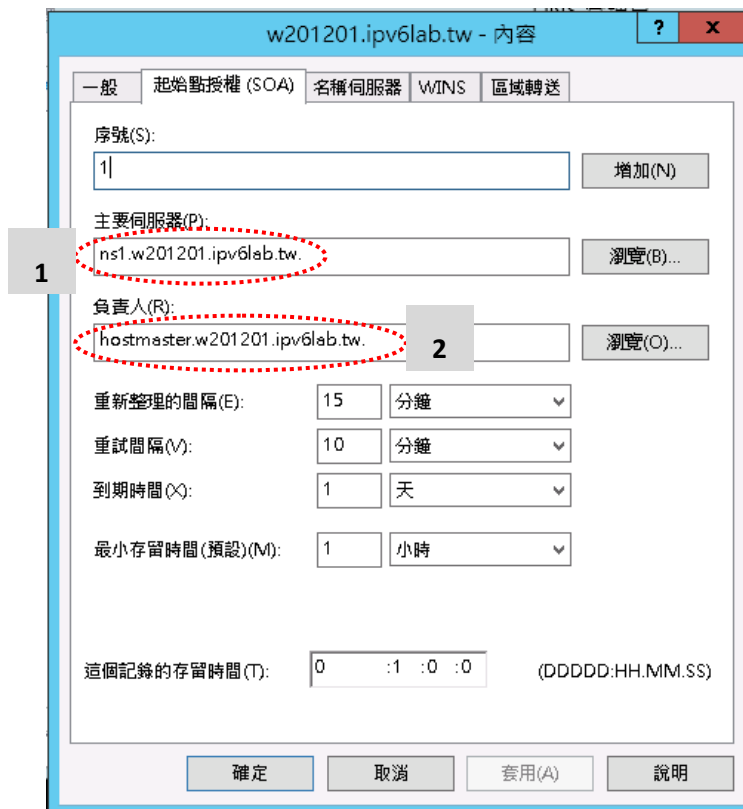 w201201.ipv6lab.tw - 內容
? x
一般 起始點授權 (SOA) 名稱伺服器 WINS 區域轉送
序號(S):
1 增加(N)
主要伺服器(P):
1 ns1.w201201.ipv6lab.tw. 瀏覽(B)...
負責人(R):
hostmaster.w201201.ipv6lab.tw. 2 瀏覽(O)...
重新整理的間隔(E): 15 分鐘
重試間隔(V): 10 分鐘
到期時間(X): 1 天
最小存留時間(預設)(M): 1 小時
這個記錄的存留時間(T): 0 :1 :0 :0 (DDDDD:HH.MM.SS)
確定 取消 套用(A) 說明